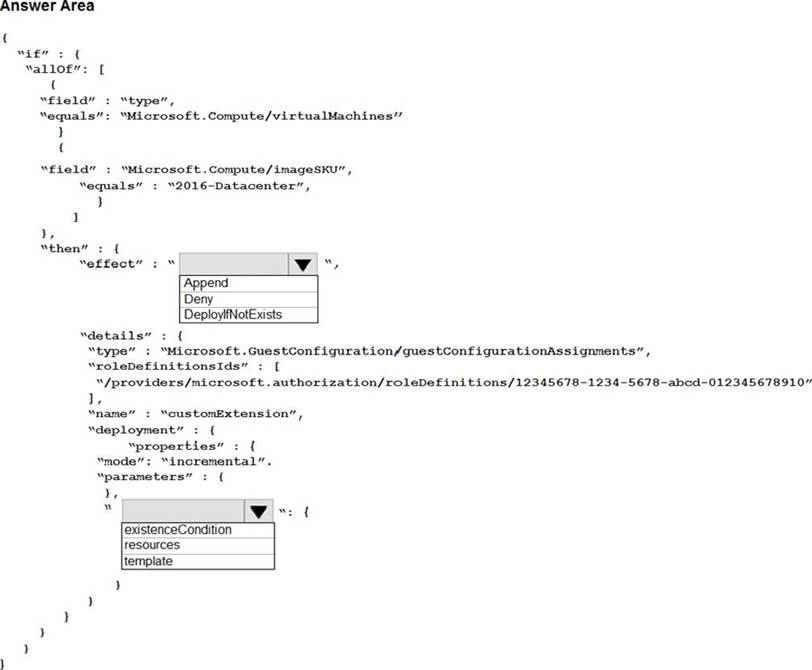 Answer Area
{
"if" : {
"allOf": [
{
"field" : "type",
"equals": "Microsoft.Compute/virtualMachines"
}
{
"field" : "Microsoft.Compute/imageSKU",
"equals" : "2016-Datacenter",
}
]
},
"then" : {
"effect" : " ",
Append
Deny
DeployIfNotExists
"details" : {
"type" : "Microsoft.GuestConfiguration/guestConfigurationAssignments",
"roleDefinitionsIds" : [
"/providers/microsoft.authorization/roleDefinitions/12345678-1234-5678-abcd-012345678910"
],
"name" : "customExtension",
"deployment" : {
"properties" : {
"mode": "incremental".
"parameters" : {
},
" ": {
existenceCondition
resources
template
}
}
}
}
}
}